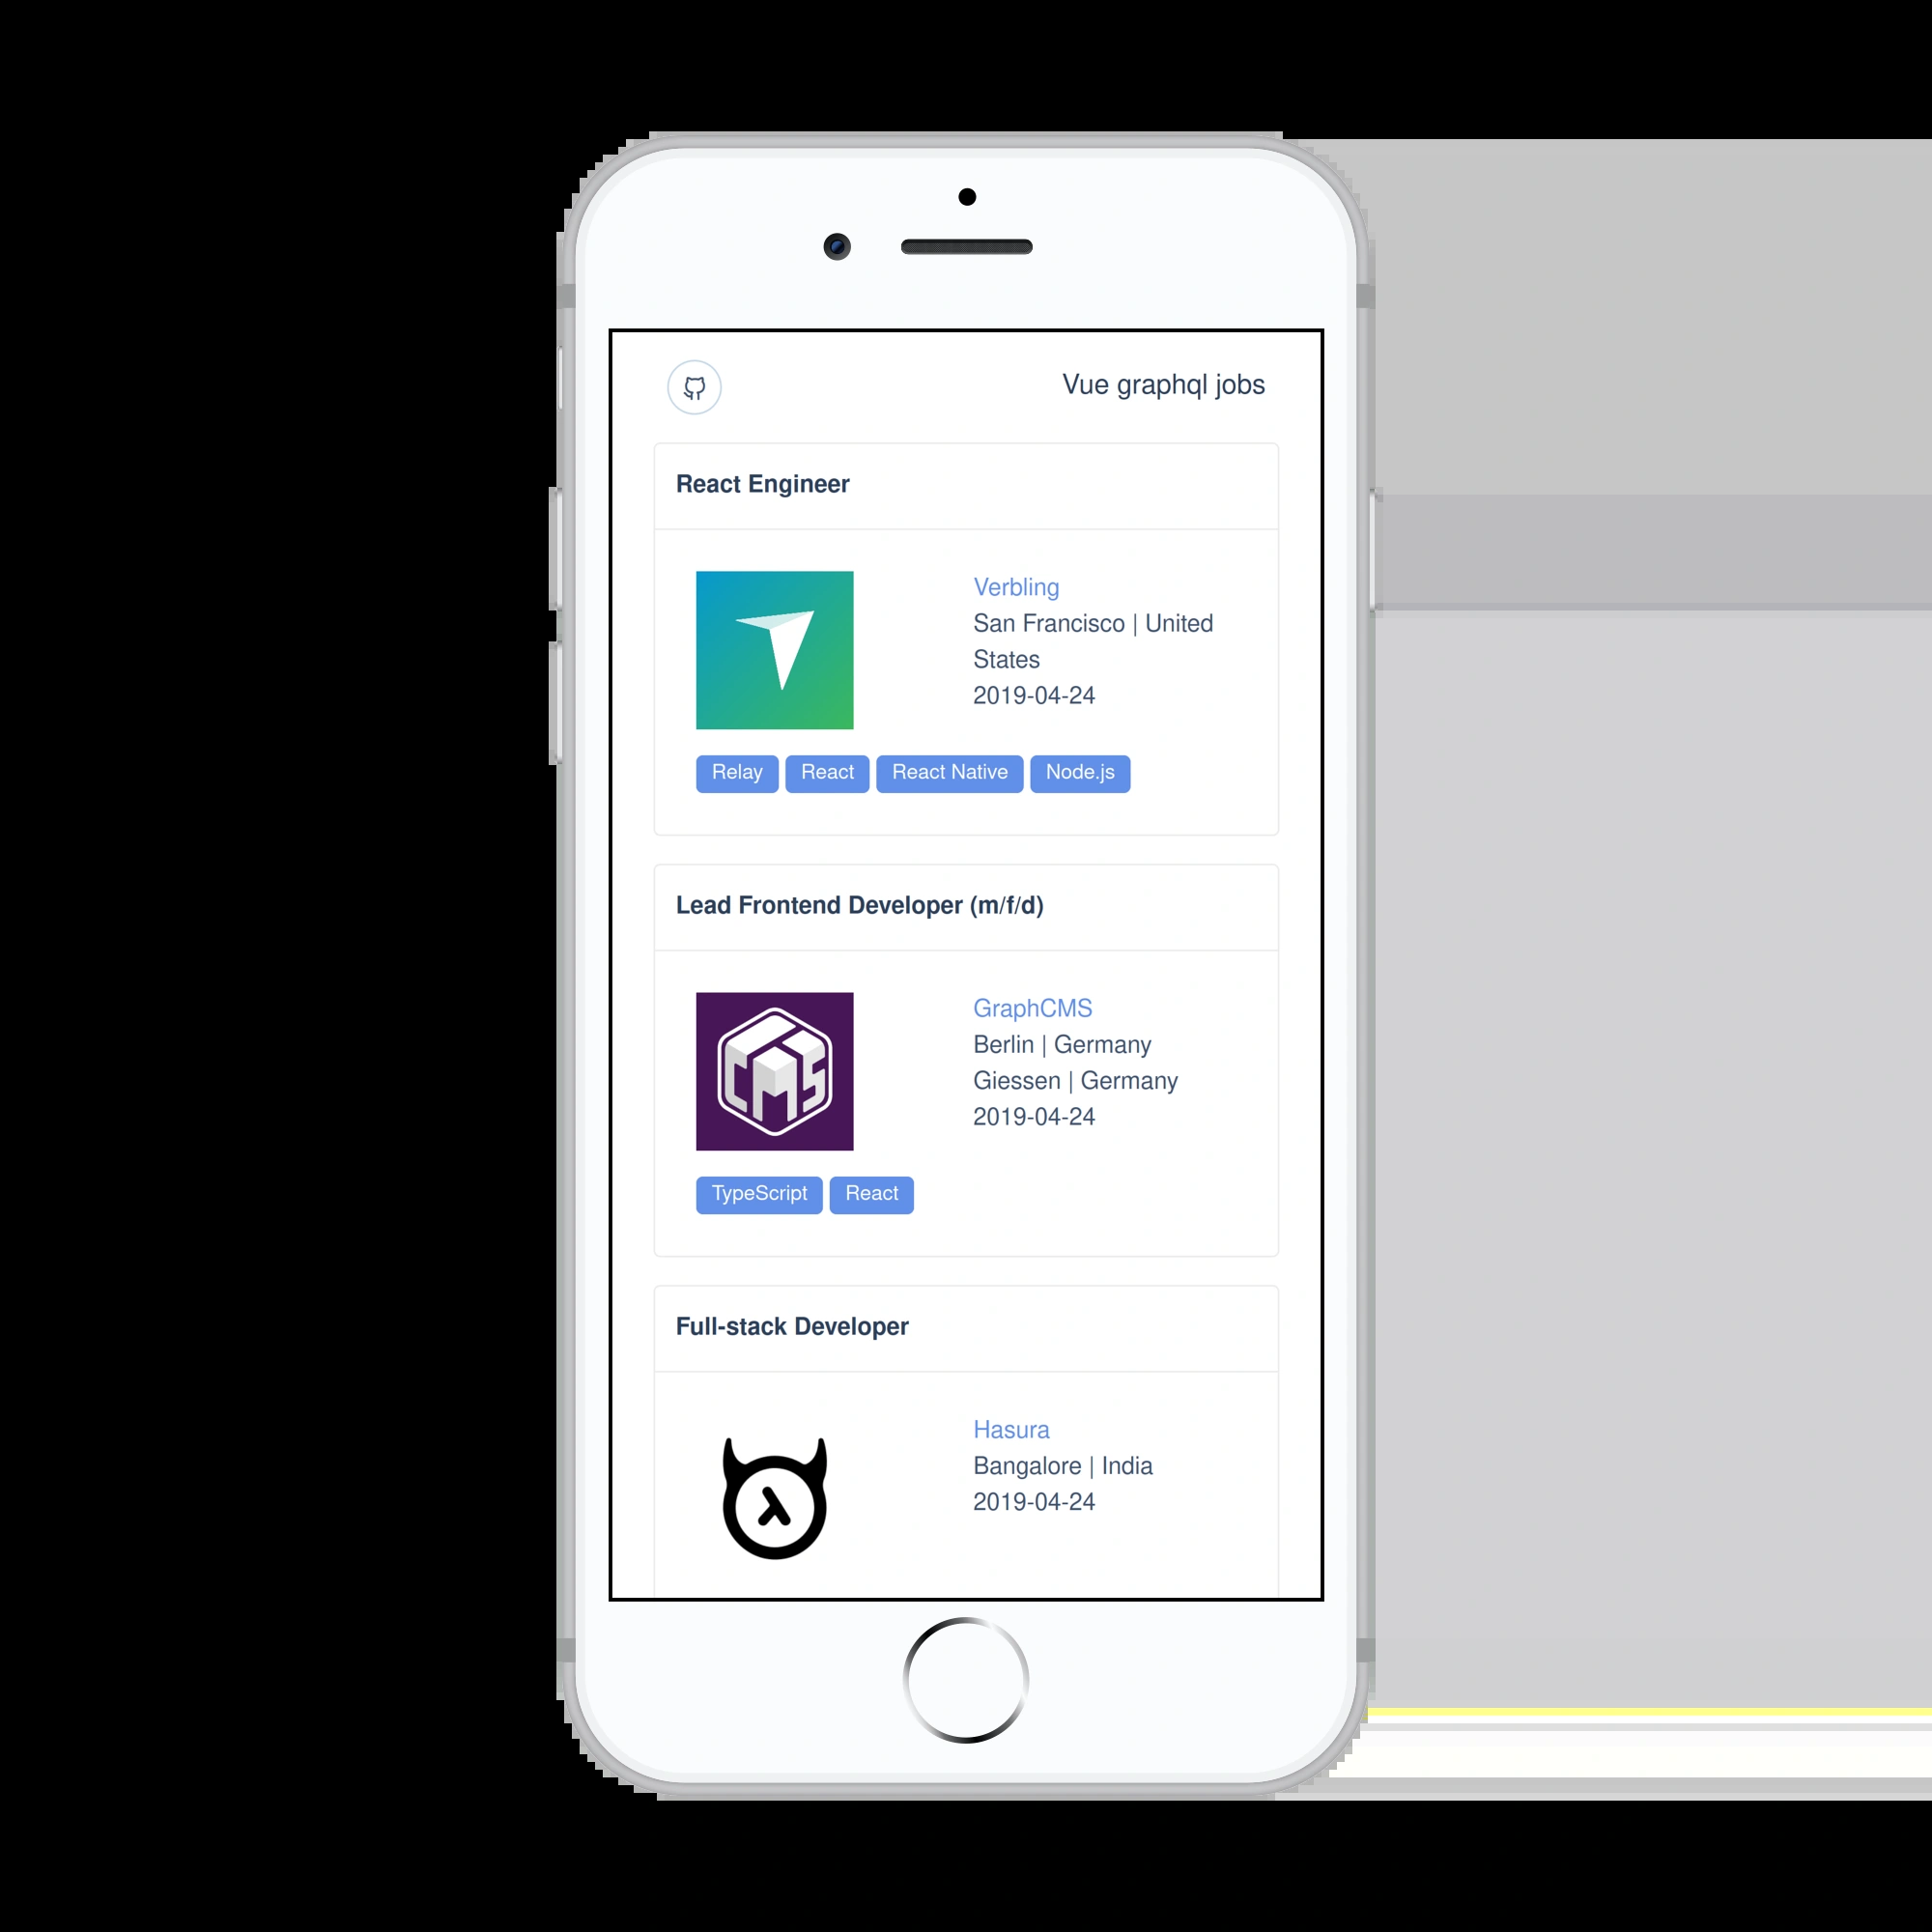 Vue graphql jobs
React Engineer
Verbling
San Francisco | United
States
2019-04-24
Relay React React Native Node.js
Lead Frontend Developer (m/f/d)
CMS
GraphCMS
Berlin | Germany
Giessen | Germany
2019-04-24
TypeScript React
Full-stack Developer
λ
Hasura
Bangalore | India
2019-04-24